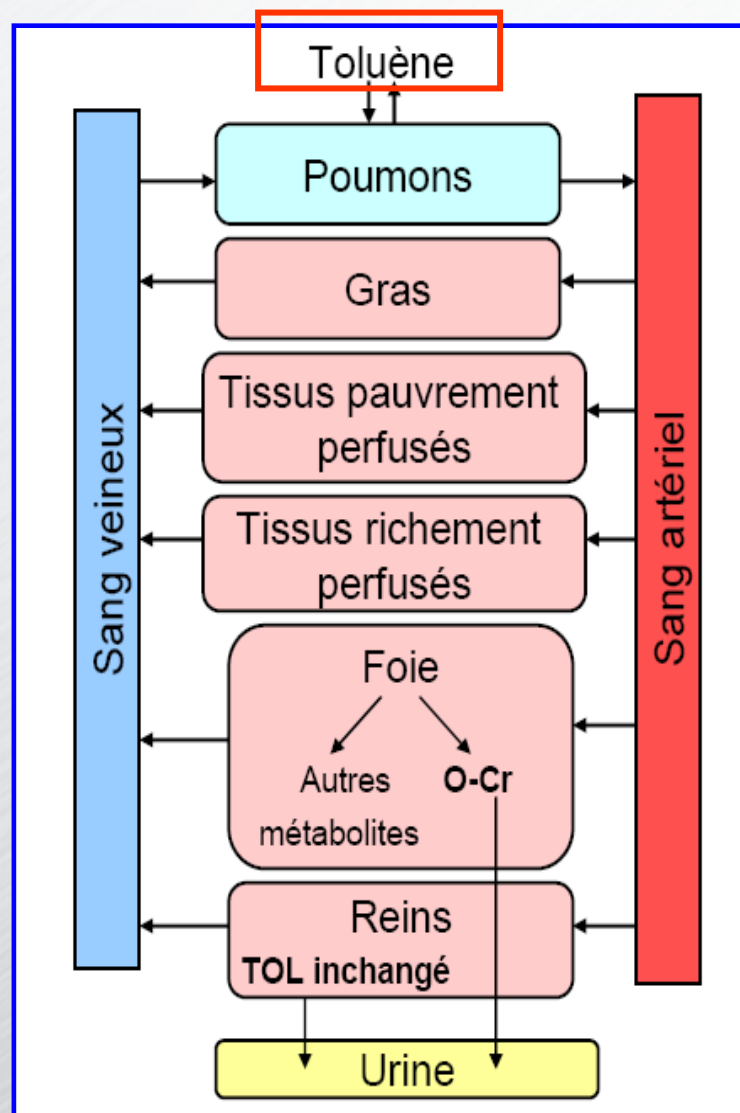 Toluène
Poumons
Gras
Tissus pauvrement
perfusés
Tissus richement
perfusés
Foie
Autres
métabolites
O-Cr
Reins
TOL inchangé
Urine
Sang veineux
Sang artériel